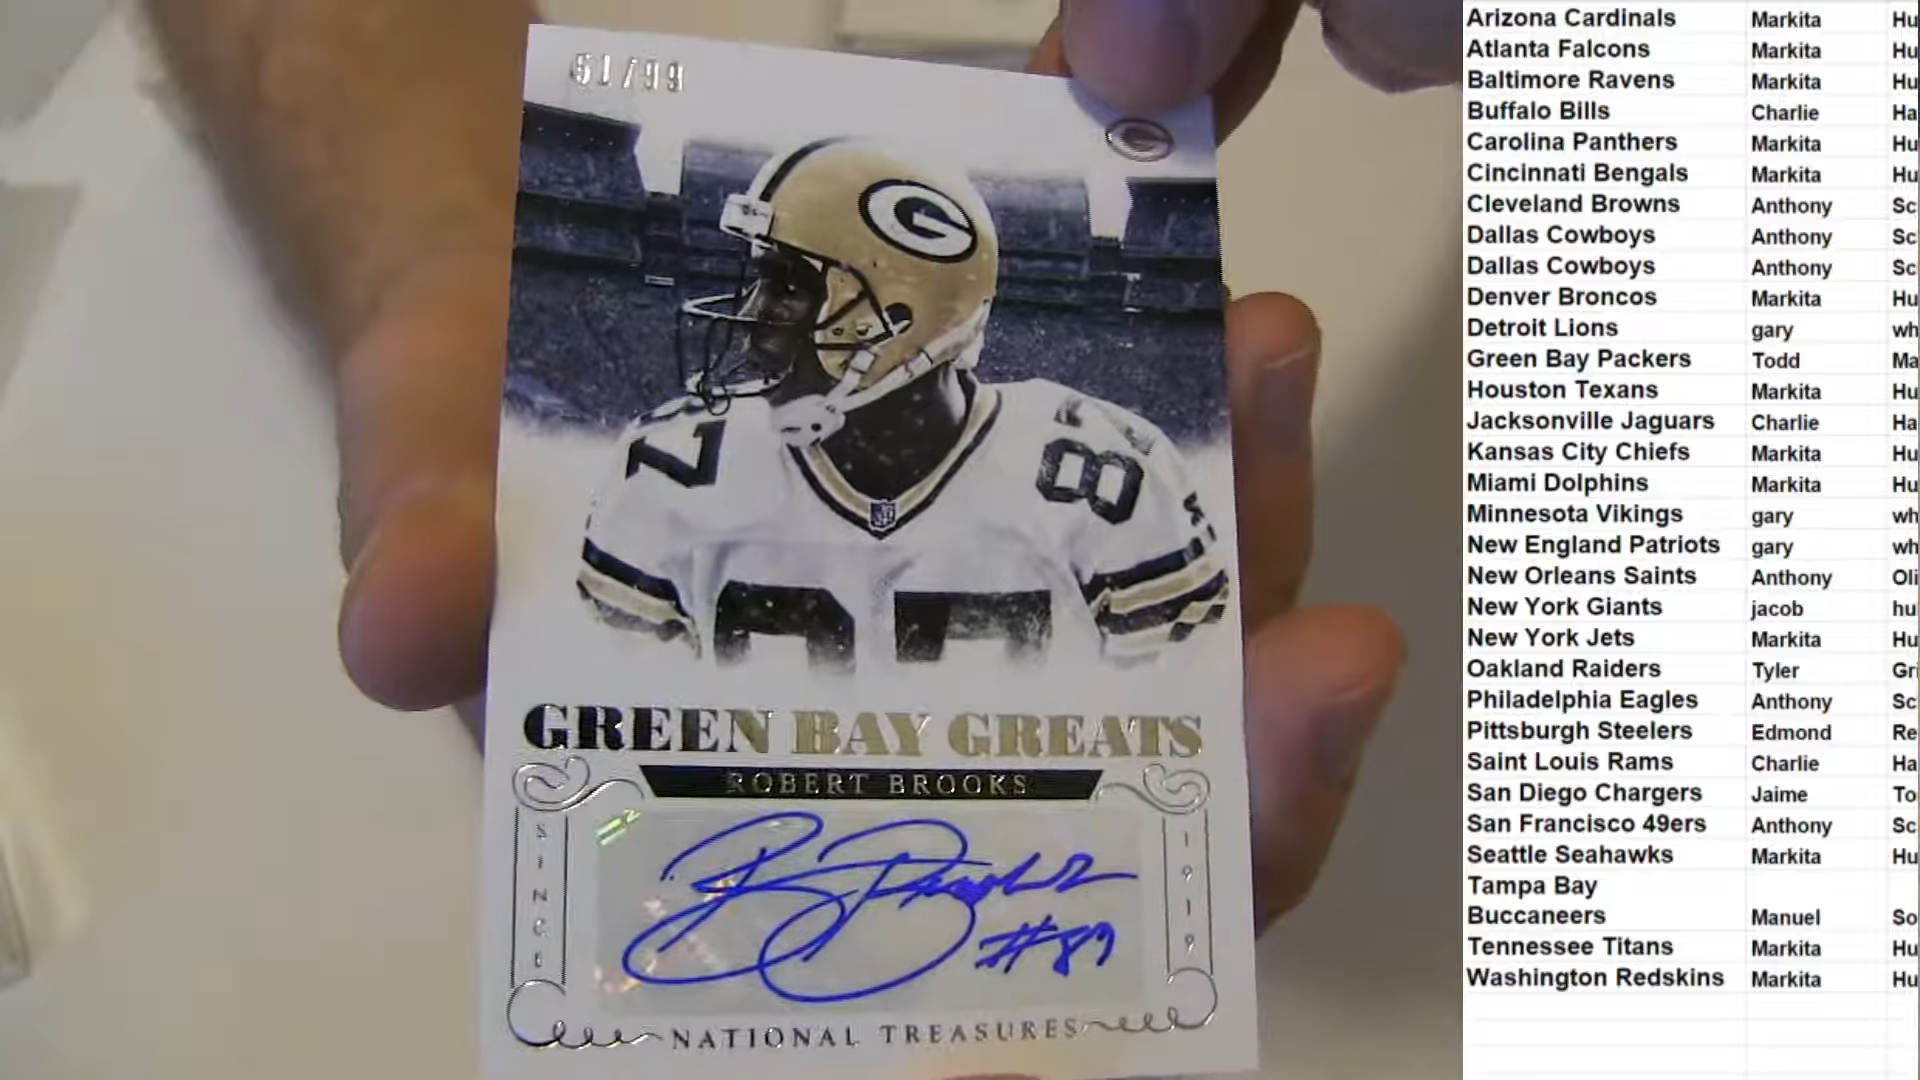 51/99
G
G
87
GREEN BAY GREATS
ROBERT BROOKS
SINCE
1919
#87
NATIONAL TREASURES
Arizona Cardinals Markita Hu
Atlanta Falcons Markita Hu
Baltimore Ravens Markita Hu
Buffalo Bills Charlie Ha
Carolina Panthers Markita Hu
Cincinnati Bengals Markita Hu
Cleveland Browns Anthony Sc
Dallas Cowboys Anthony Sc
Dallas Cowboys Anthony Sc
Denver Broncos Markita Hu
Detroit Lions gary wh
Green Bay Packers Todd Ma
Houston Texans Markita Hu
Jacksonville Jaguars Charlie Ha
Kansas City Chiefs Markita Hu
Miami Dolphins Markita Hu
Minnesota Vikings gary wh
New England Patriots gary wh
New Orleans Saints Anthony Oli
New York Giants jacob hu
New York Jets Markita Hu
Oakland Raiders Tyler Gri
Philadelphia Eagles Anthony Sc
Pittsburgh Steelers Edmond Re
Saint Louis Rams Charlie Ha
San Diego Chargers Jaime To
San Francisco 49ers Anthony Sc
Seattle Seahawks Markita Hu
Tampa Bay
Buccaneers Manuel So
Tennessee Titans Markita Hu
Washington Redskins Markita Hu